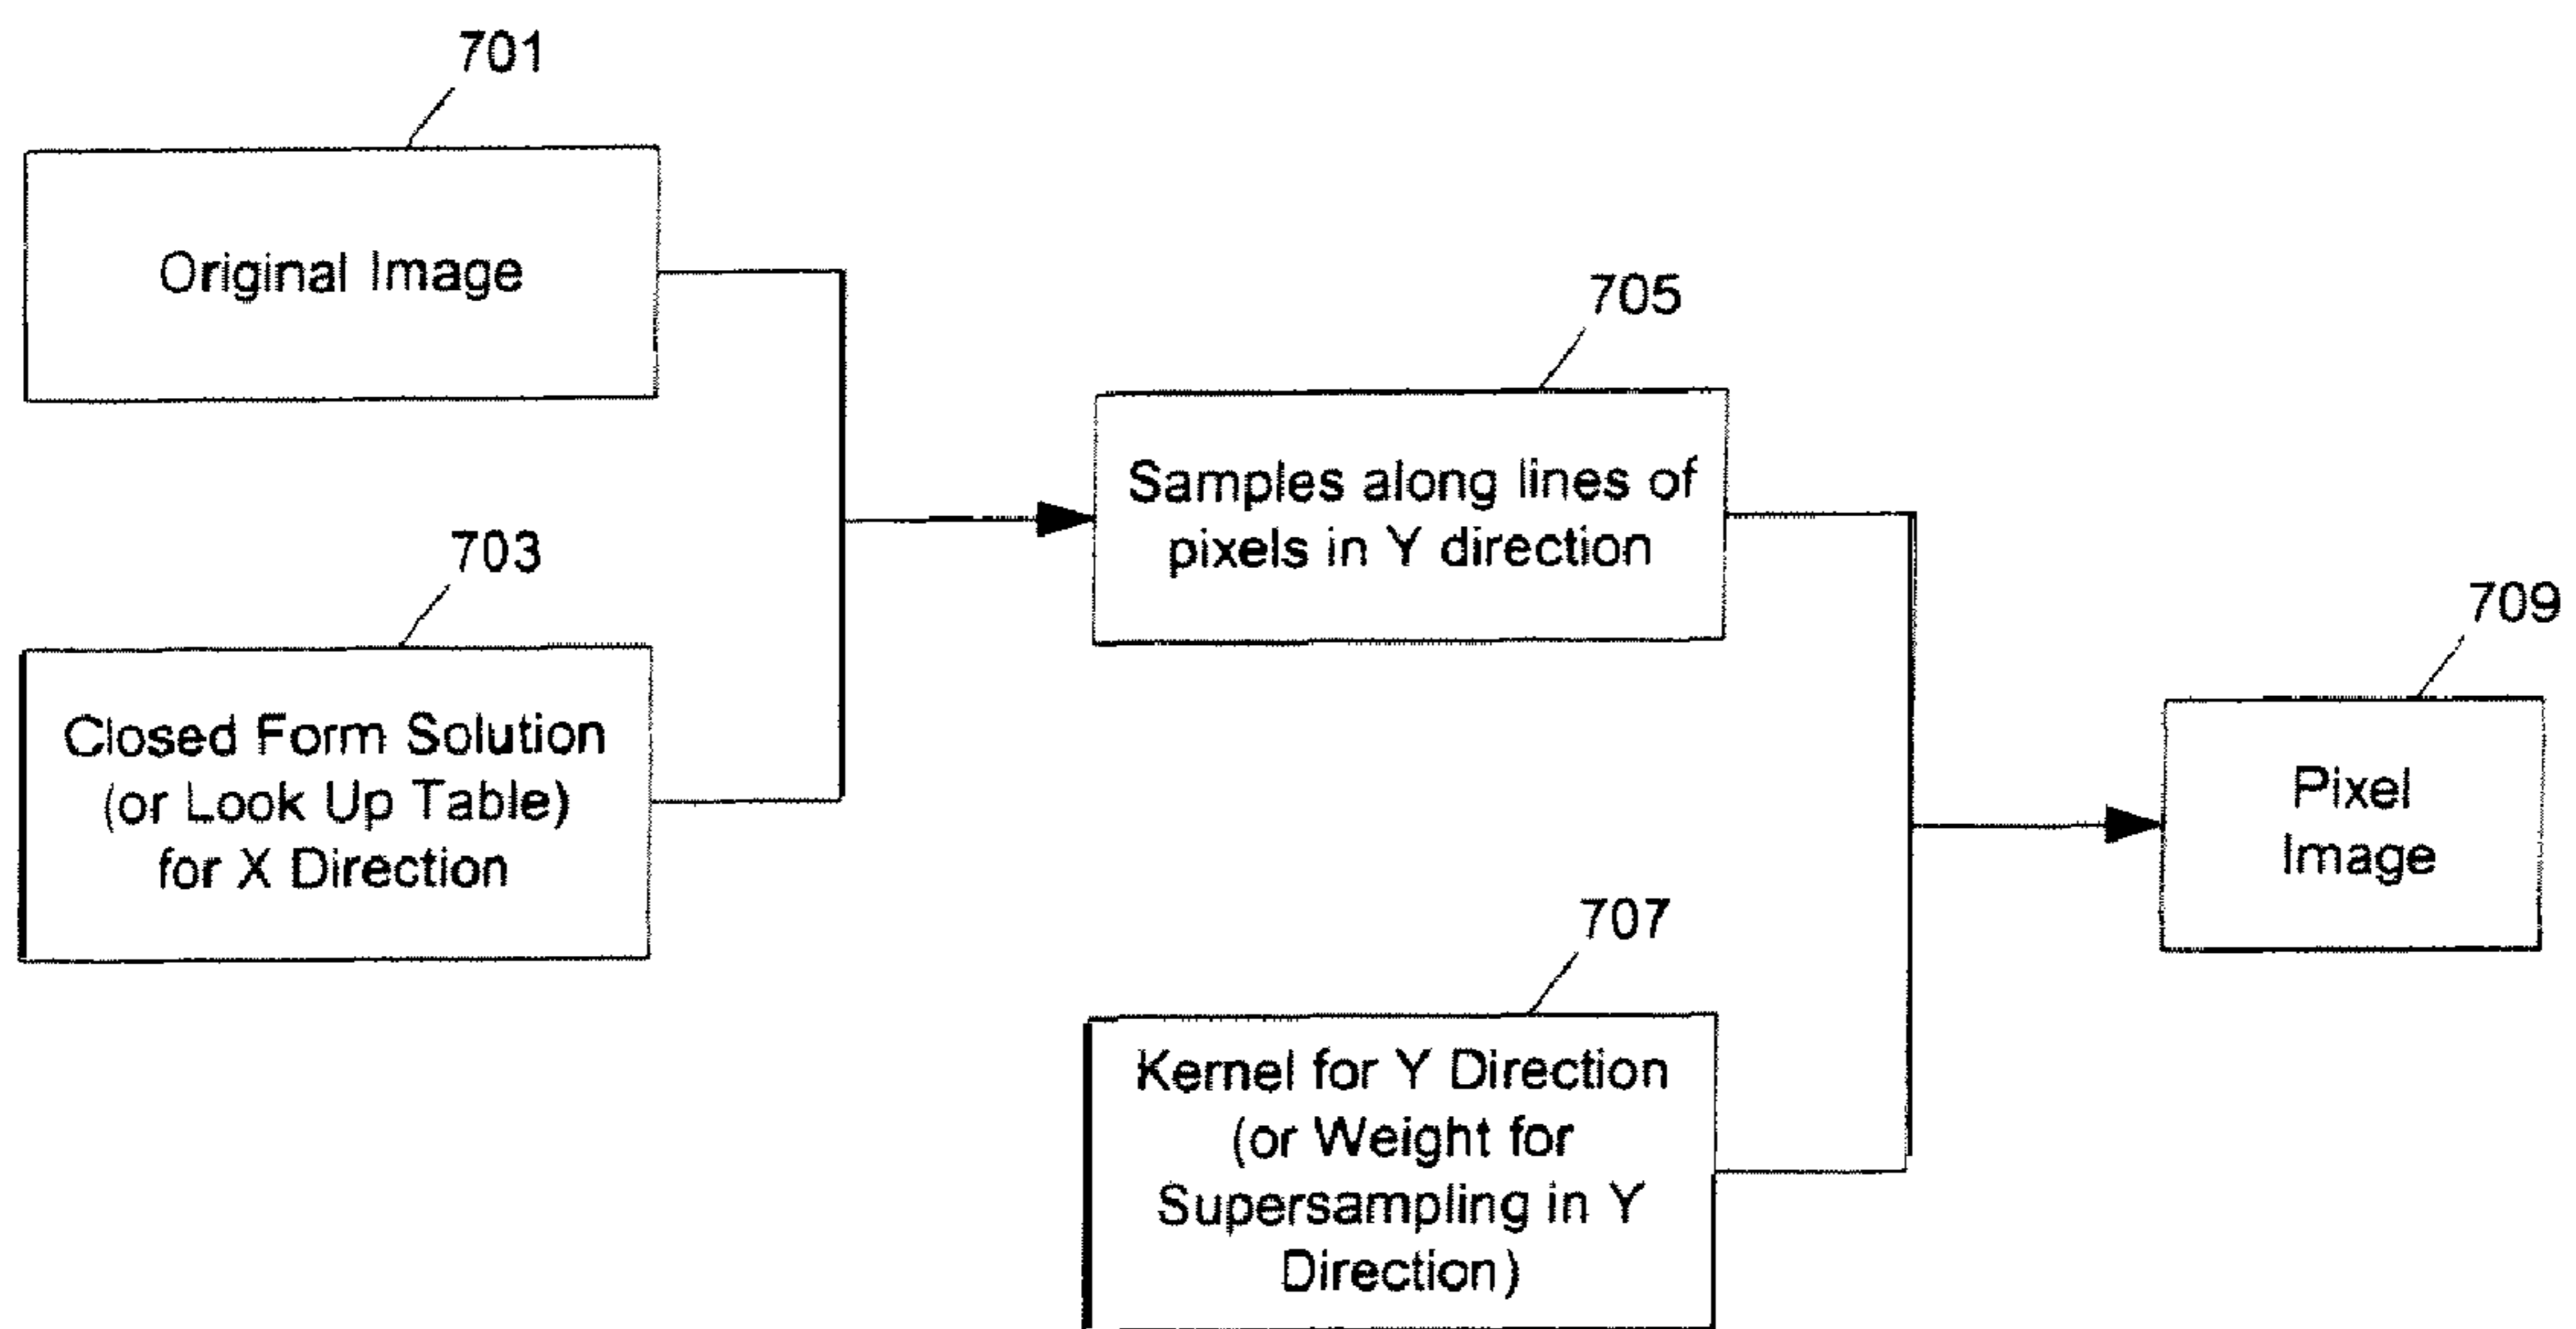 701
Original Image
705
Samples along lines of
pixels in Y direction
703
Closed Form Solution
(or Look Up Table)
for X Direction
709
Pixel
Image
707
Kernel for Y Direction
(or Weight for
Supersampling in Y
Direction)